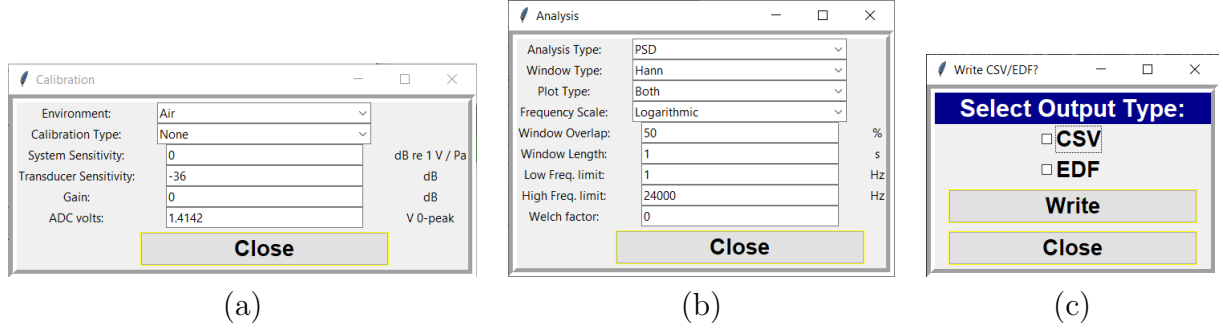 Calibration
Environment: Air
Calibration Type: None
System Sensitivity: 0 dB re 1 V / Pa
Transducer Sensitivity: -36 dB
Gain: 0 dB
ADC volts: 1.4142 V 0-peak
Close
(a)
Analysis
Analysis Type: PSD
Window Type: Hann
Plot Type: Both
Frequency Scale: Logarithmic
Window Overlap: 50 %
Window Length: 1 s
Low Freq. limit: 1 Hz
High Freq. limit: 24000 Hz
Welch factor: 0
Close
(b)
Write CSV/EDF?
Select Output Type:
CSV
EDF
Write
Close
(c)